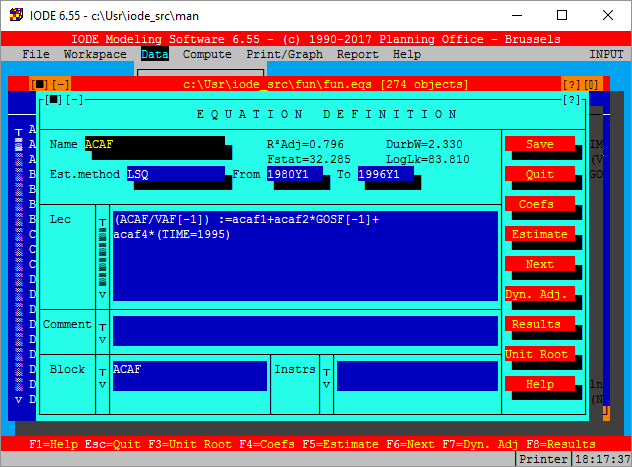 IODE 6.55 - c:\Usr\iode_src\man
IODE Modeling Software 6.55 - (c) 1990-2017 Planning Office - Brussels
File Workspace Data Compute Print/Graph Report Help INPUT
[■][-] c:\Usr\iode_src\fun\fun.eqs [274 objects] [?][▯]
[■][-] [?]
EQUATION DEFINITION
Name ACAF R²Adj=0.796 DurbW=2.330 Save
Fstat=32.285 LogLk=83.810
Est.method LSQ From 1980Y1 To 1996Y1 Quit
Lec (ACAF/VAF[-1]) :=acaf1+acaf2*GOSF[-1]+ Coefs
acaf4*(TIME=1995) Estimate
Next
Dyn. Adj.
Comment Results
Unit Root
Block ACAF Instrs Help
A
A
A
B
B
B
B
C
C
C
D
D
D
D
D
D
D
D
D
IM
(V
GO
ln
(N
F1=Help Esc=Quit F3=Unit Root F4=Coefs F5=Estimate F6=Next F7=Dyn. Adj F8=Results
Printer 18:17:37